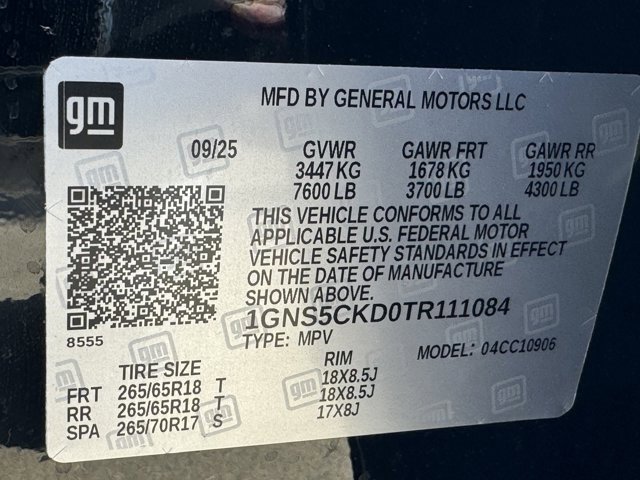 gm
MFD BY GENERAL MOTORS LLC
09/25 GVWR GAWR FRT GAWR RR
3447 KG 1678 KG 1950 KG
7600 LB 3700 LB 4300 LB
THIS VEHICLE CONFORMS TO ALL
APPLICABLE U.S. FEDERAL MOTOR
VEHICLE SAFETY STANDARDS IN EFFECT
ON THE DATE OF MANUFACTURE
SHOWN ABOVE.
1GNS5CKD0TR111084
8555
TYPE: MPV MODEL: 04CC10906
TIRE SIZE RIM
FRT 265/65R18 T 18X8.5J
RR 265/65R18 T 18X8.5J
SPA 265/70R17 S 17X8J